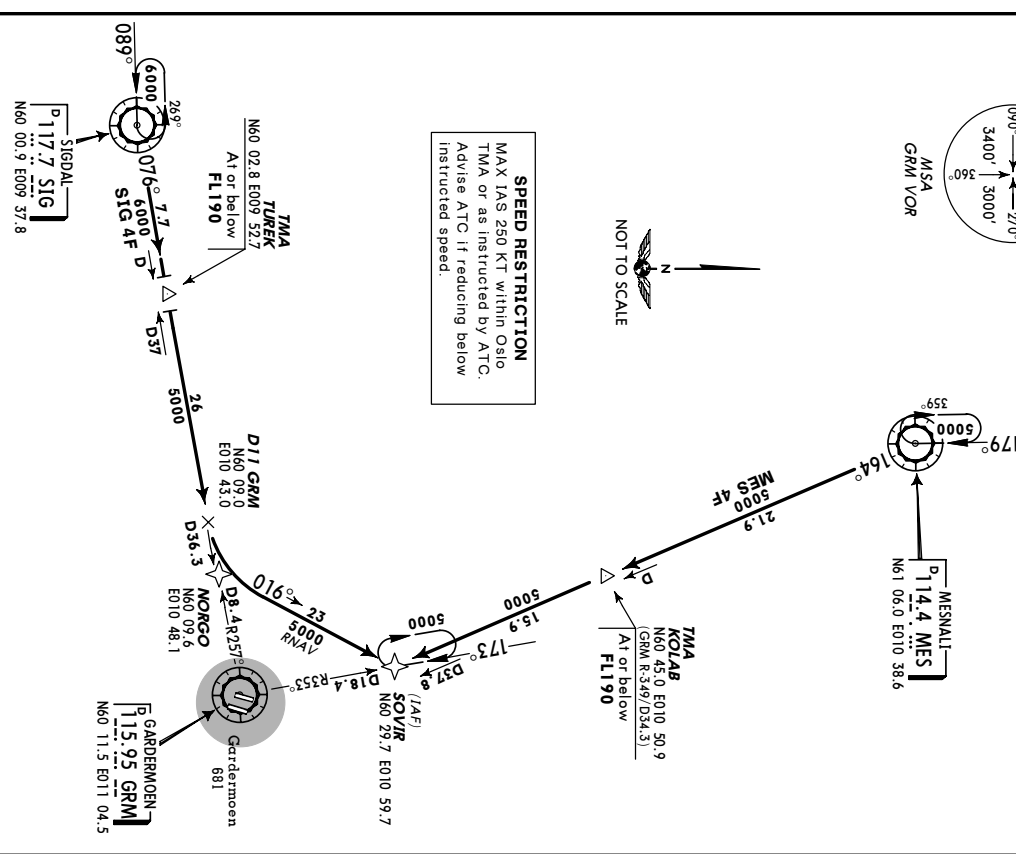 MSA
GRM VOR
090°
3400'
360°
3000'
270°
NOT TO SCALE
N
SPEED RESTRICTION
MAX IAS 250 KT within Oslo
TMA or as instructed by ATC.
Advise ATC if reducing below
instructed speed.
089°
6000
269°
SIGDAL
D
117.7 SIG
N60 00.9 E009 37.8
076°
7.7
6000
SIG 4F
D
TMA
TUREK
N60 02.8 E009 52.7
At or below
FL190
D37
26
5000
D11 GRM
N60 09.0
E010 43.0
D36.3
NORGO
N60 09.6
E010 48.1
D8.4
R257°
016°
23
5000
RNAV
GARDERMOEN
D
115.95 GRM
N60 11.5 E011 04.5
Gardermoen
681
R353°
D18.4
(IAF)
SOVIR
N60 29.7 E010 59.7
5000
D37.8
173°
15.9
5000
TMA
KOLAB
N60 45.0 E010 50.9
(GRM R-349/D34.3)
At or below
FL190
D
21.9
5000
MES 4F
164°
179°
5000
359°
MESNALI
D
114.4 MES
N61 06.0 E010 38.6